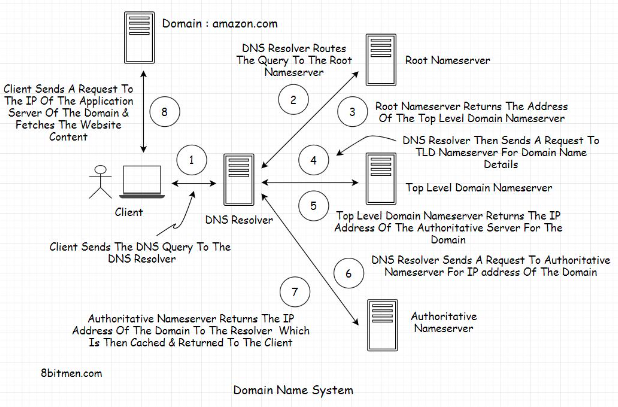 Domain : amazon.com
DNS Resolver Routes
The Query To The Root
Nameserver
Root Nameserver
Client Sends A Request To
The IP Of The Application
Server Of The Domain &
Fetches The Website
Content
8
2
3
Root Nameserver Returns The Address
Of The Top Level Domain Nameserver
1
4
DNS Resolver Then Sends A Request To
TLD Nameserver For Domain Name
Details
Client
DNS Resolver
5
Top Level Domain Nameserver
Top Level Domain Nameserver Returns The IP
Address Of The Authoritative Server For The
Domain
Client Sends The DNS Query To The
DNS Resolver
6
DNS Resolver Sends A Request To Authoritative
Nameserver For IP address Of The Domain
7
Authoritative Nameserver Returns The IP
Address Of The Domain To The Resolver Which
Is Then Cached & Returned To The Client
Authoritative
Nameserver
8bitmen.com
Domain Name System